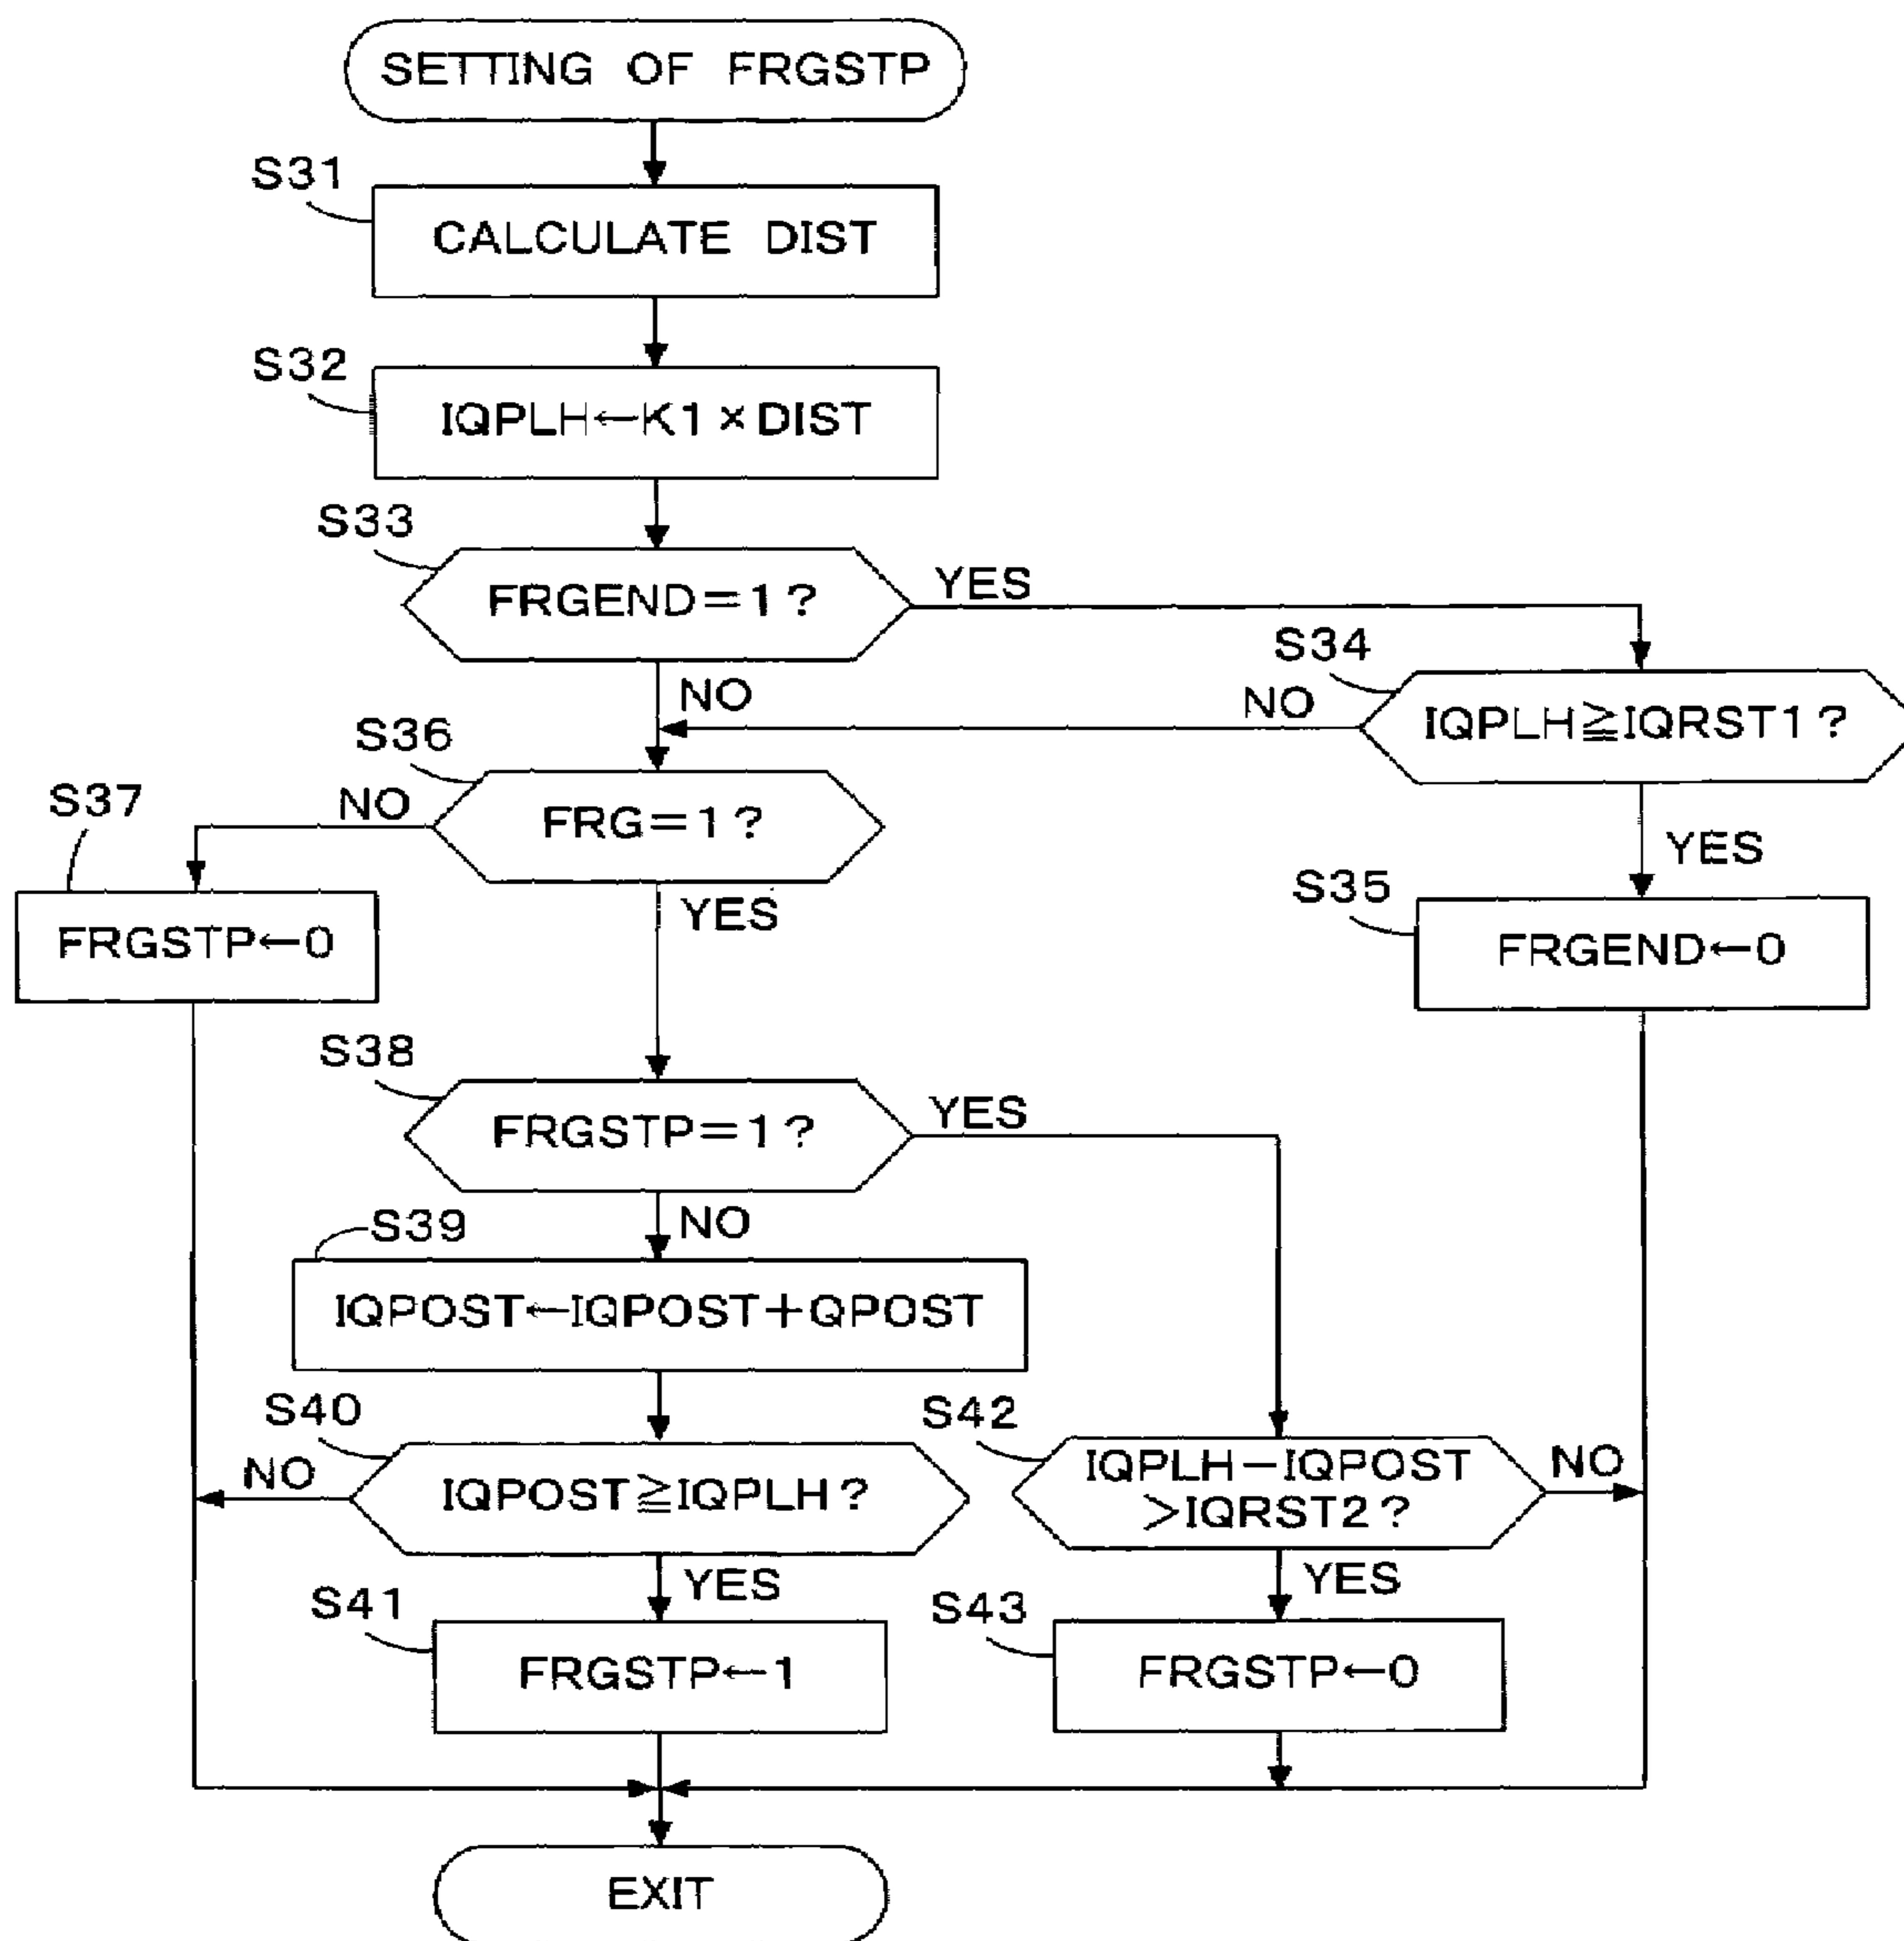 SETTING OF FRGSTP
S31
CALCULATE DIST
S32
IQPLH←K1×DIST
S33
FRGEND=1?
YES
S34
NO
NO
IQPLH≧IQRST1?
S36
S37
NO
FRG=1?
YES
S35
YES
FRGSTP←0
FRGEND←0
S38
FRGSTP=1?
YES
S39
NO
IQPOST←IQPOST+QPOST
S40
S42
NO
IQPOST≧IQPLH?
IQPLH−IQPOST
>IQRST2?
NO
S41
YES
S43
YES
FRGSTP←1
FRGSTP←0
EXIT